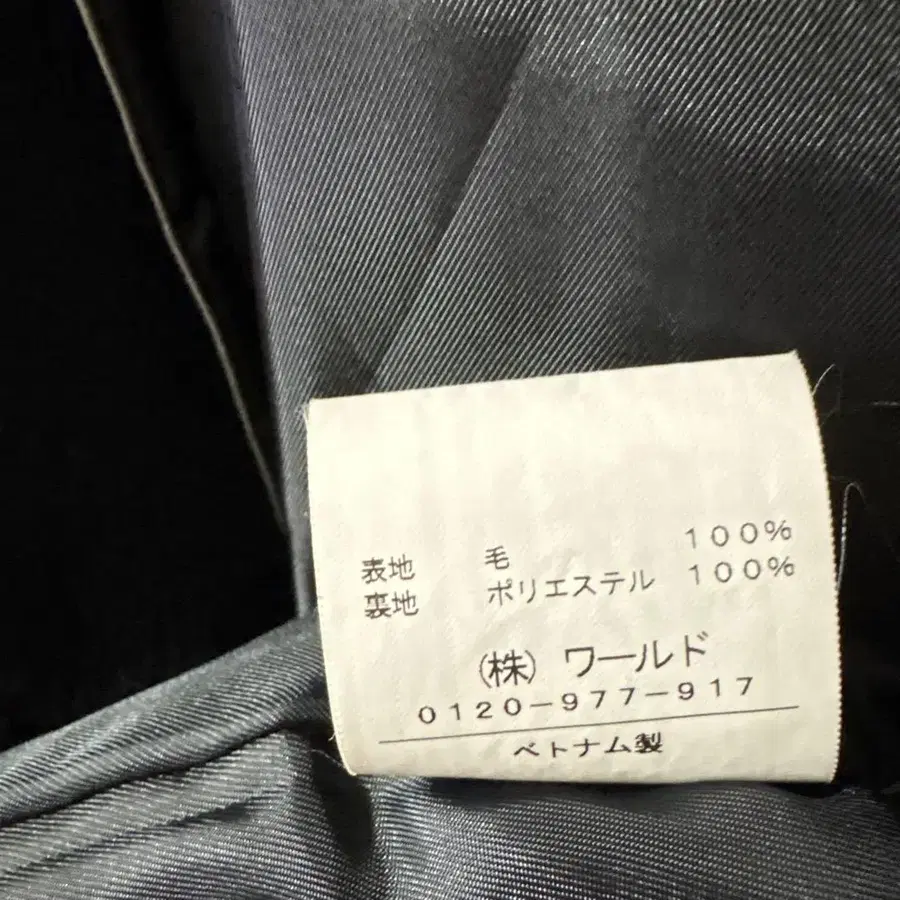 表地 毛 100%
裏地 ポリエステル 100%
(株) ワールド
0120-977-917
ベトナム製